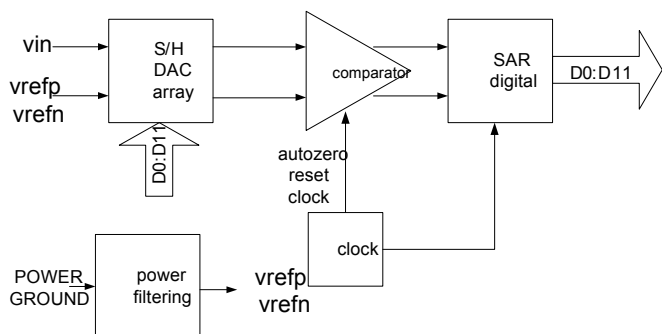 vin
vrefp
vrefn
S/H
DAC
array
D0:D11
comparator
SAR
digital
D0:D11
autozero
reset
clock
clock
POWER
GROUND
power
filtering
vrefp
vrefn